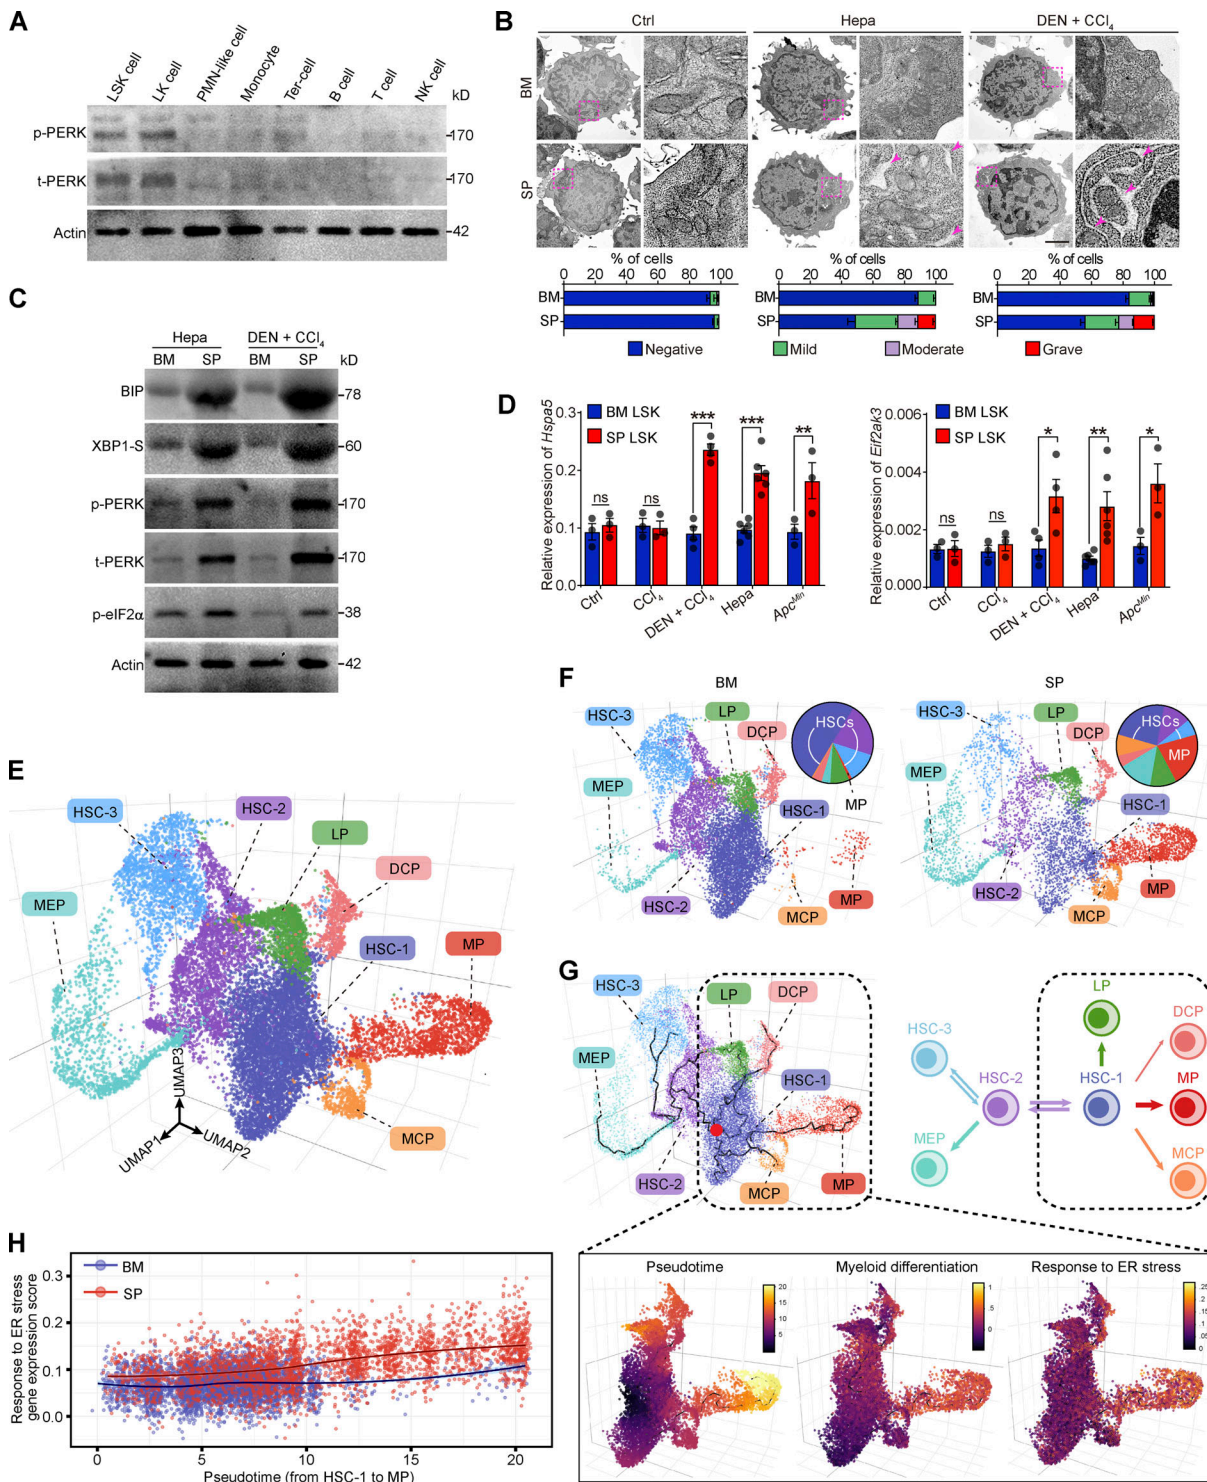 A
LSK cell
LK cell
PMN-like cell
Monocyte
Ter-cell
B cell
T cell
NK cell
kD
p-PERK
170
t-PERK
170
Actin
42
B
Ctrl
Hepa
DEN + CCl4
BM
SP
% of cells
% of cells
% of cells
0 20 40 60 80 100
0 20 40 60 80 100
0 20 40 60 80 100
BM
BM
BM
SP
SP
SP
Negative
Mild
Moderate
Grave
C
Hepa
DEN + CCl4
BM SP BM SP kD
BIP
78
XBP1-S
60
p-PERK
170
t-PERK
170
p-eIF2α
38
Actin
42
D
Relative expression of Hspa5
0.3
0.2
0.1
0.0
BM LSK
SP LSK
ns
ns
***
***
**
Ctrl
CCl4
DEN + CCl4
Hepa
ApcMin
Relative expression of Eif2ak3
0.006
0.004
0.002
0.000
BM LSK
SP LSK
ns
ns
*
**
*
Ctrl
CCl4
DEN + CCl4
Hepa
ApcMin
E
HSC-3
HSC-2
LP
DCP
MEP
HSC-1
MP
MCP
UMAP3
UMAP1
UMAP2
F
BM
HSC-3
LP
DCP
HSCs
MP
MEP
HSC-1
HSC-2
MCP
MP
SP
HSC-3
LP
DCP
HSCs
MP
MEP
HSC-1
HSC-2
MCP
MP
G
HSC-3
LP
DCP
MEP
HSC-1
HSC-2
MCP
MP
LP
HSC-3
DCP
HSC-2
HSC-1
MP
MEP
MCP
Pseudotime
20
15
10
5
0
Myeloid differentiation
1
.5
0
Response to ER stress
.25
.2
.15
.1
.05
H
BM
SP
Response to ER stress
gene expression score
0.3
0.2
0.1
0.0
0 5 10 15 20
Pseudotime (from HSC-1 to MP)